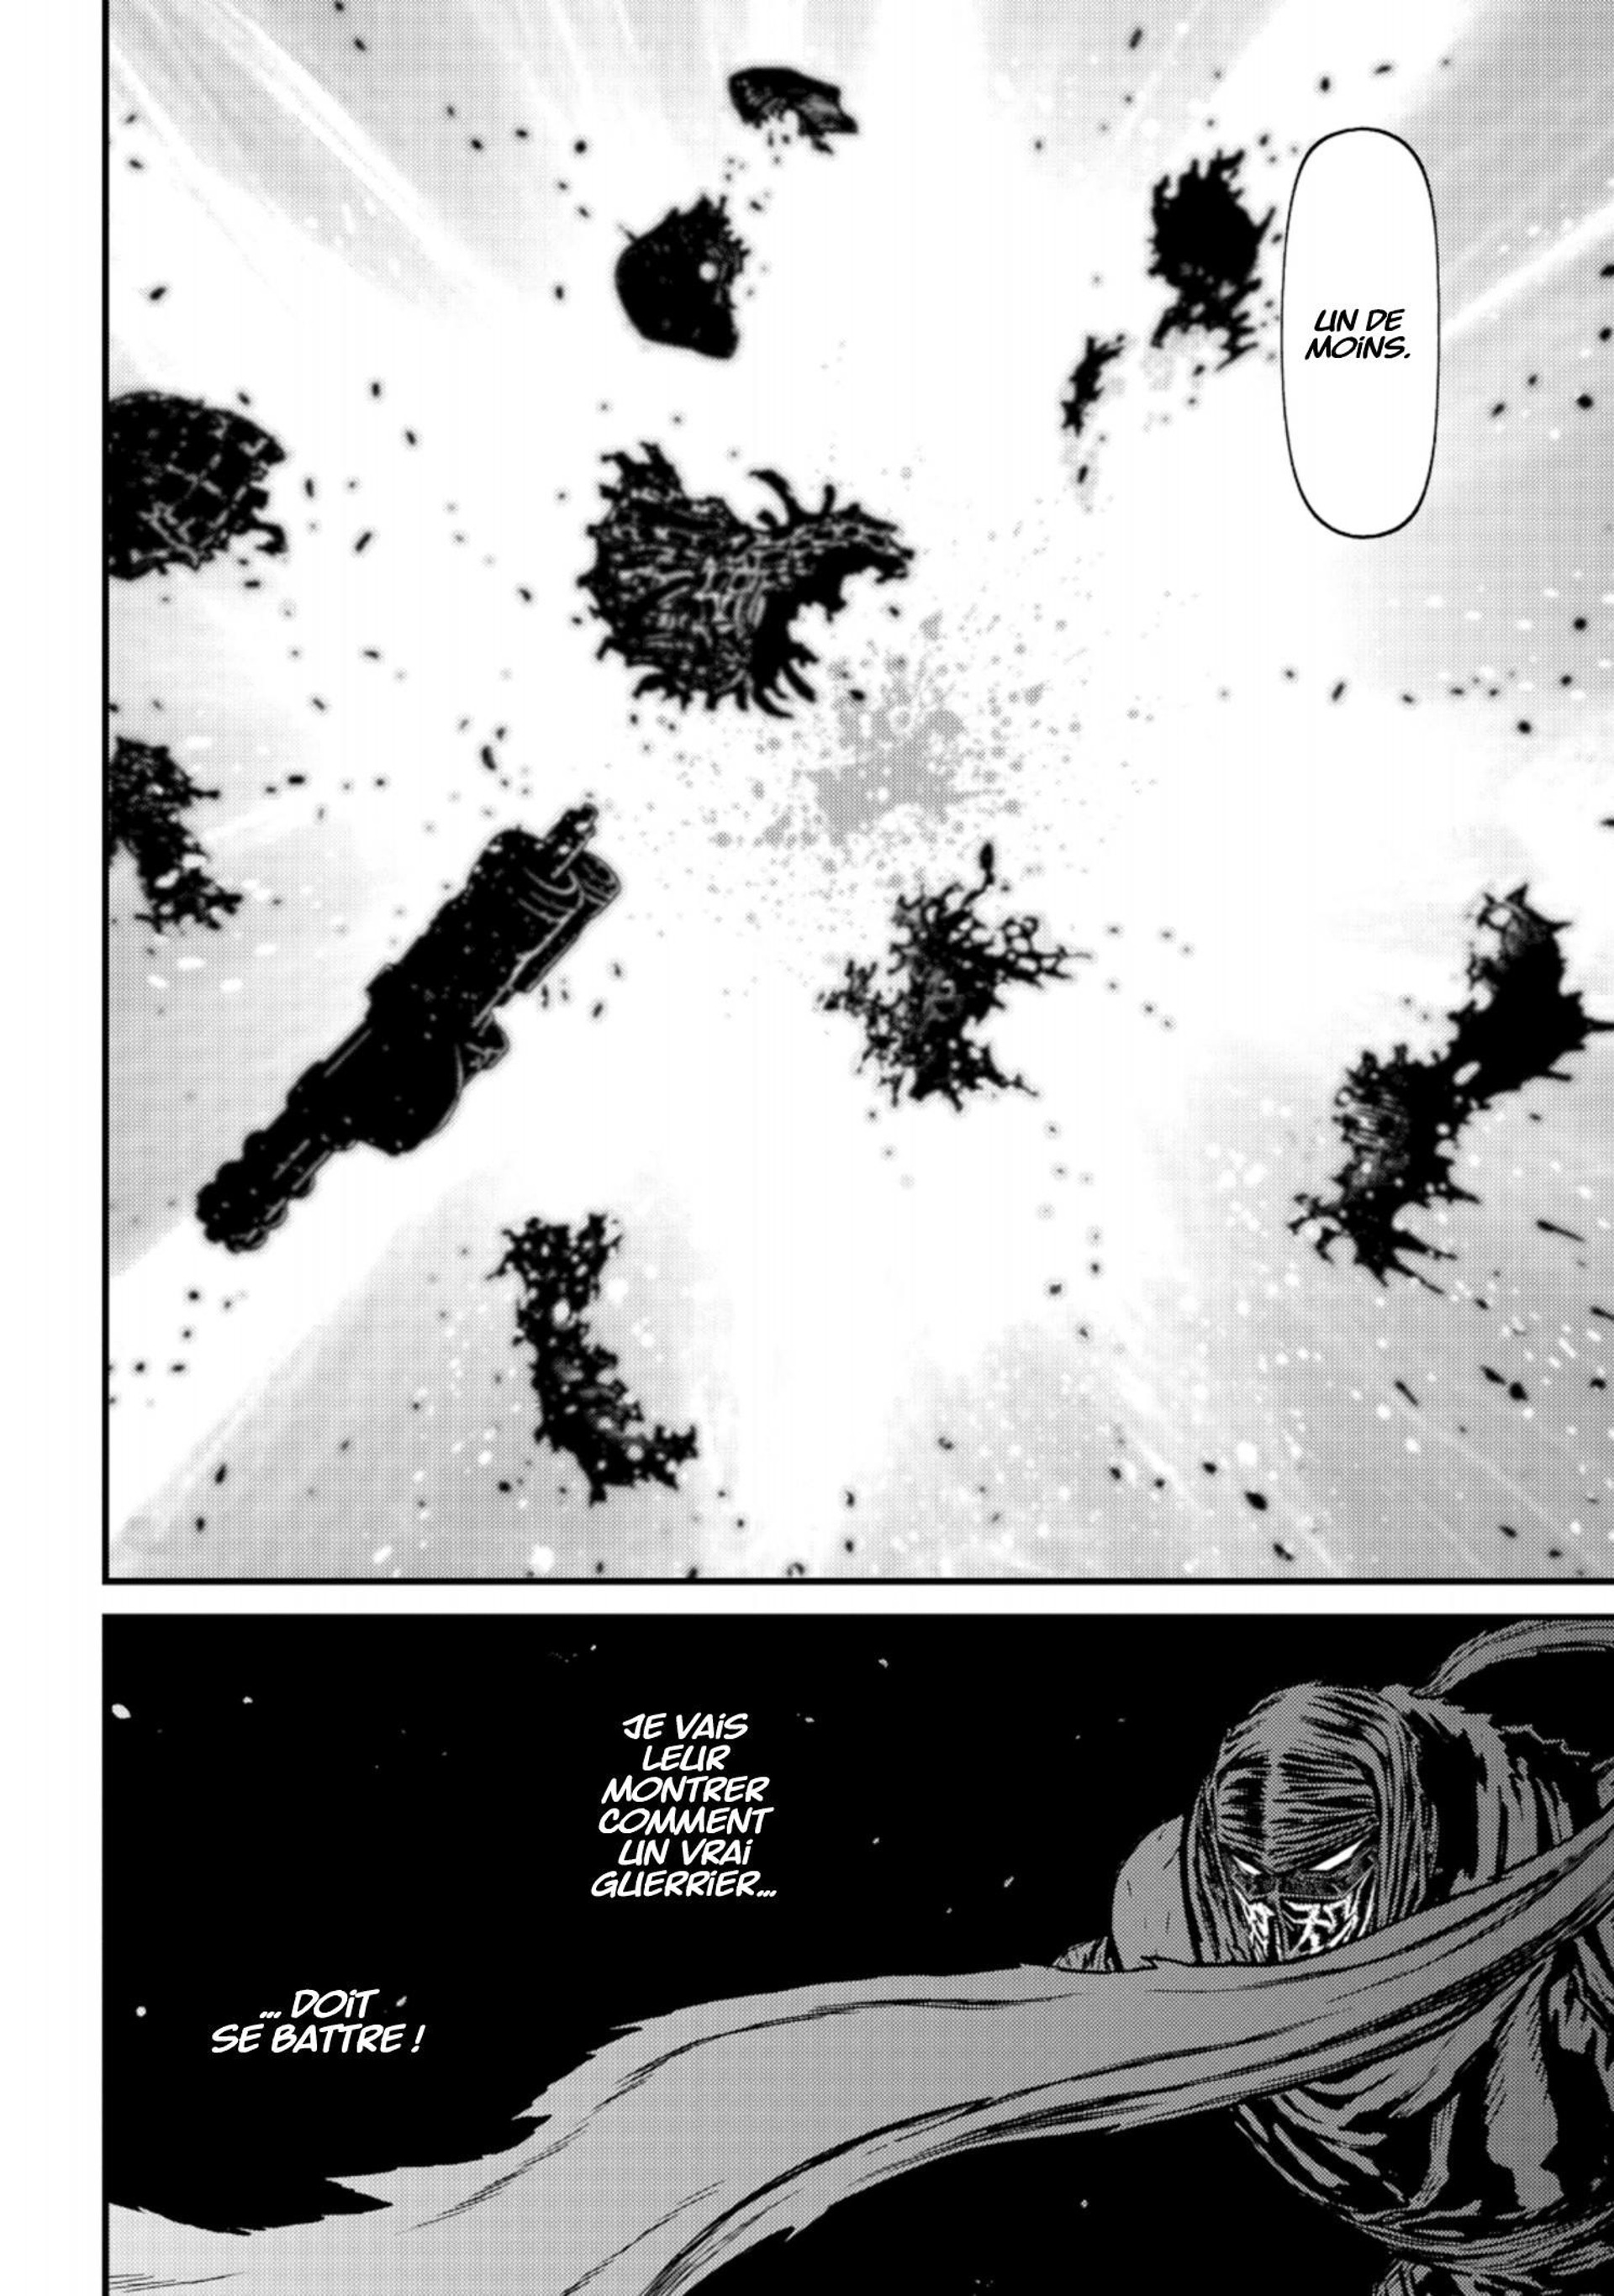 UN DE
MOINS.
JE VAIS
LEUR
MONTRER
COMMENT
UN VRAI
GUERRIER...
... DOIT
SE BATTRE !